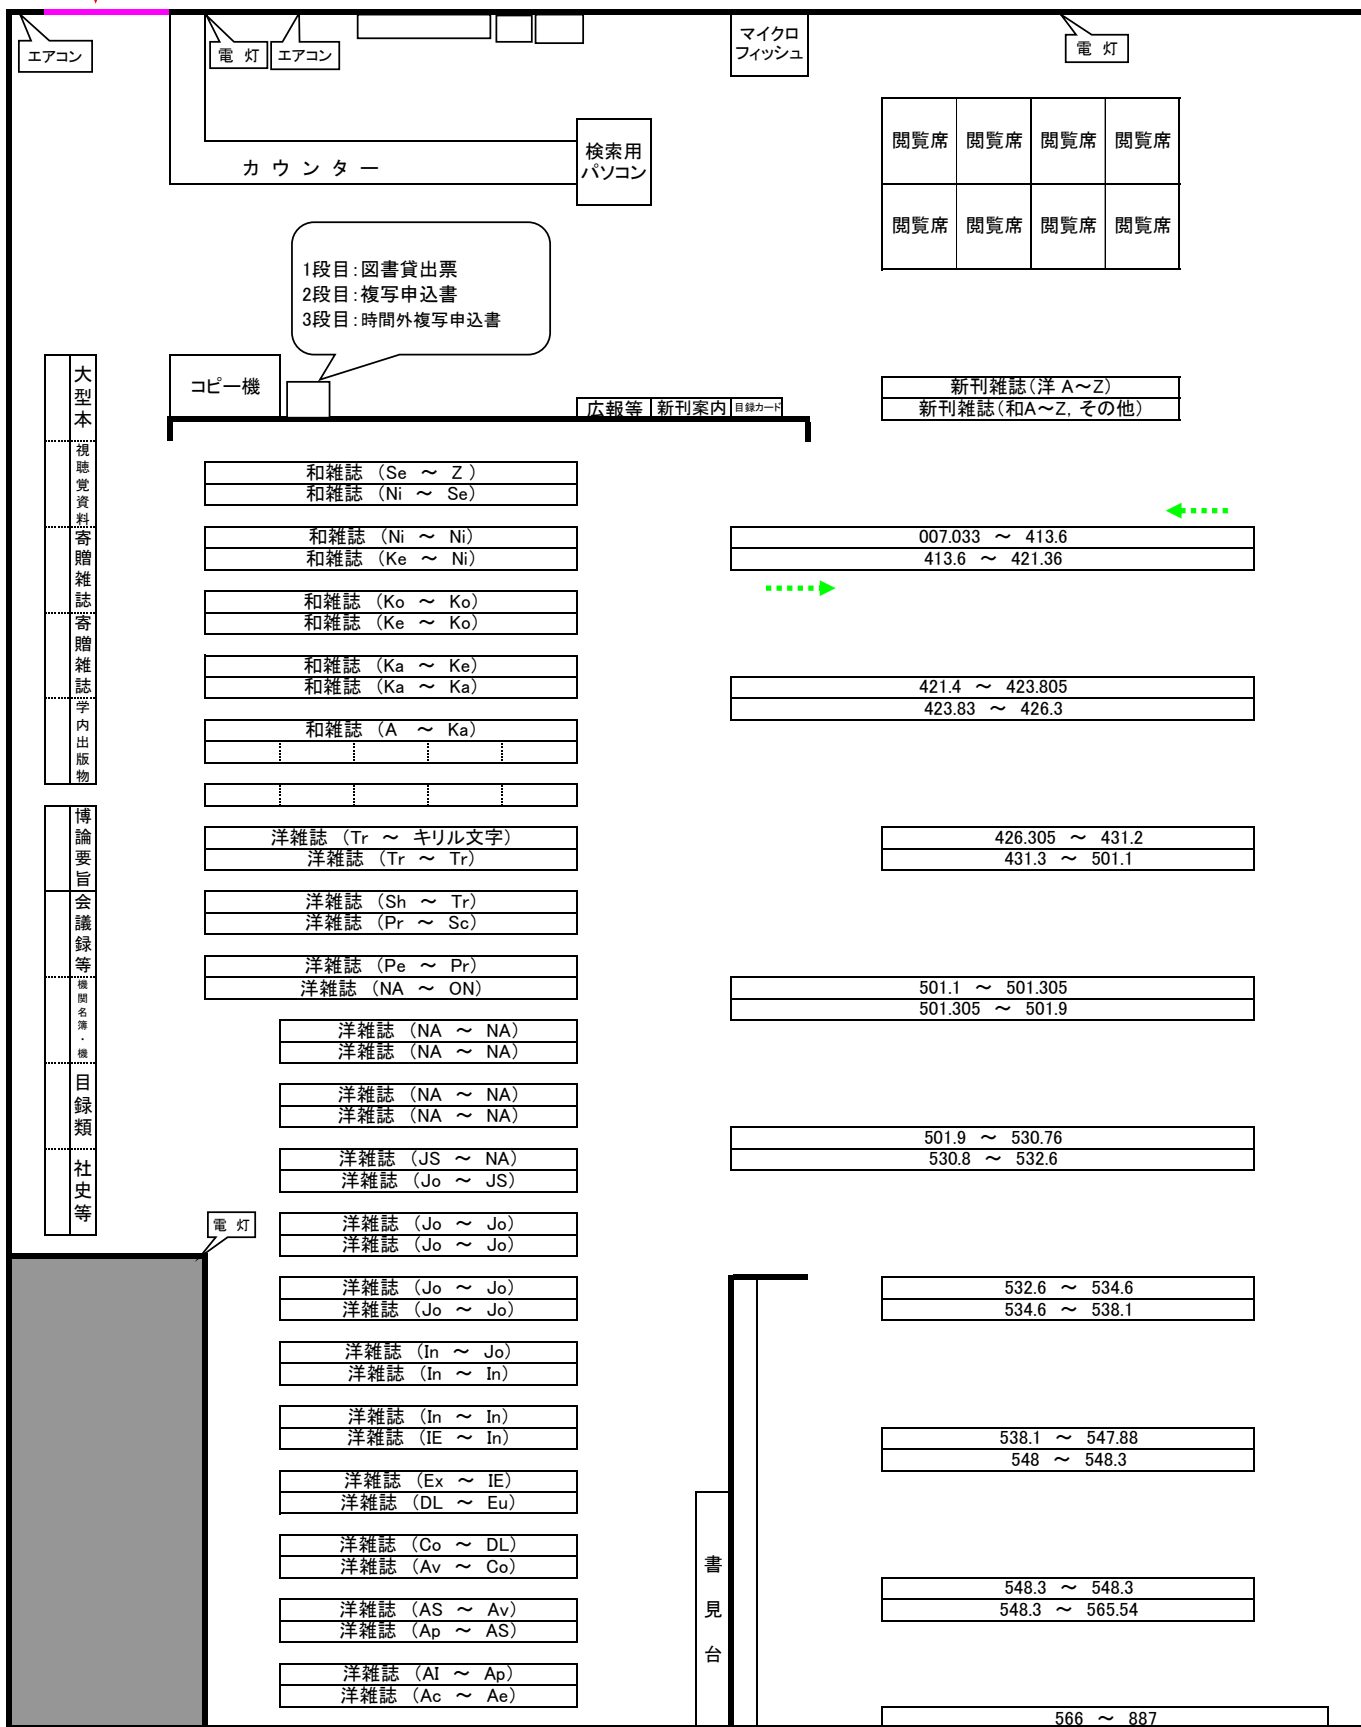 エアコン
電 灯
エアコン
マイクロ
フィッシュ
電 灯
カ ウ ン タ ー
検索用
パソコン
閲覧席 閲覧席 閲覧席 閲覧席
閲覧席 閲覧席 閲覧席 閲覧席
1段目:図書貸出票
2段目:複写申込書
3段目:時間外複写申込書
コピー機
広報等 新刊案内 目録カード
新刊雑誌(洋 A～Z)
新刊雑誌(和A～Z, その他)
大型本
視聴覚資料
寄贈雑誌
寄贈雑誌
学内出版物
博論要旨
会議録等
機関名簿・機
目録類
社史等
電 灯
和雑誌 (Se ～ Z )
和雑誌 (Ni ～ Se)
和雑誌 (Ni ～ Ni)
和雑誌 (Ke ～ Ni)
和雑誌 (Ko ～ Ko)
和雑誌 (Ke ～ Ko)
和雑誌 (Ka ～ Ke)
和雑誌 (Ka ～ Ka)
和雑誌 (A ～ Ka)
洋雑誌 (Tr ～ キリル文字)
洋雑誌 (Tr ～ Tr)
洋雑誌 (Sh ～ Tr)
洋雑誌 (Pr ～ Sc)
洋雑誌 (Pe ～ Pr)
洋雑誌 (NA ～ ON)
洋雑誌 (NA ～ NA)
洋雑誌 (NA ～ NA)
洋雑誌 (NA ～ NA)
洋雑誌 (NA ～ NA)
洋雑誌 (JS ～ NA)
洋雑誌 (Jo ～ JS)
洋雑誌 (Jo ～ Jo)
洋雑誌 (Jo ～ Jo)
洋雑誌 (Jo ～ Jo)
洋雑誌 (Jo ～ Jo)
洋雑誌 (In ～ Jo)
洋雑誌 (In ～ In)
洋雑誌 (In ～ In)
洋雑誌 (IE ～ In)
洋雑誌 (Ex ～ IE)
洋雑誌 (DL ～ Eu)
洋雑誌 (Co ～ DL)
洋雑誌 (Av ～ Co)
洋雑誌 (AS ～ Av)
洋雑誌 (Ap ～ AS)
洋雑誌 (AI ～ Ap)
洋雑誌 (Ac ～ Ae)
書見台
007.033 ～ 413.6
413.6 ～ 421.36
421.4 ～ 423.805
423.83 ～ 426.3
426.305 ～ 431.2
431.3 ～ 501.1
501.1 ～ 501.305
501.305 ～ 501.9
501.9 ～ 530.76
530.8 ～ 532.6
532.6 ～ 534.6
534.6 ～ 538.1
538.1 ～ 547.88
548 ～ 548.3
548.3 ～ 548.3
548.3 ～ 565.54
566 ～ 887